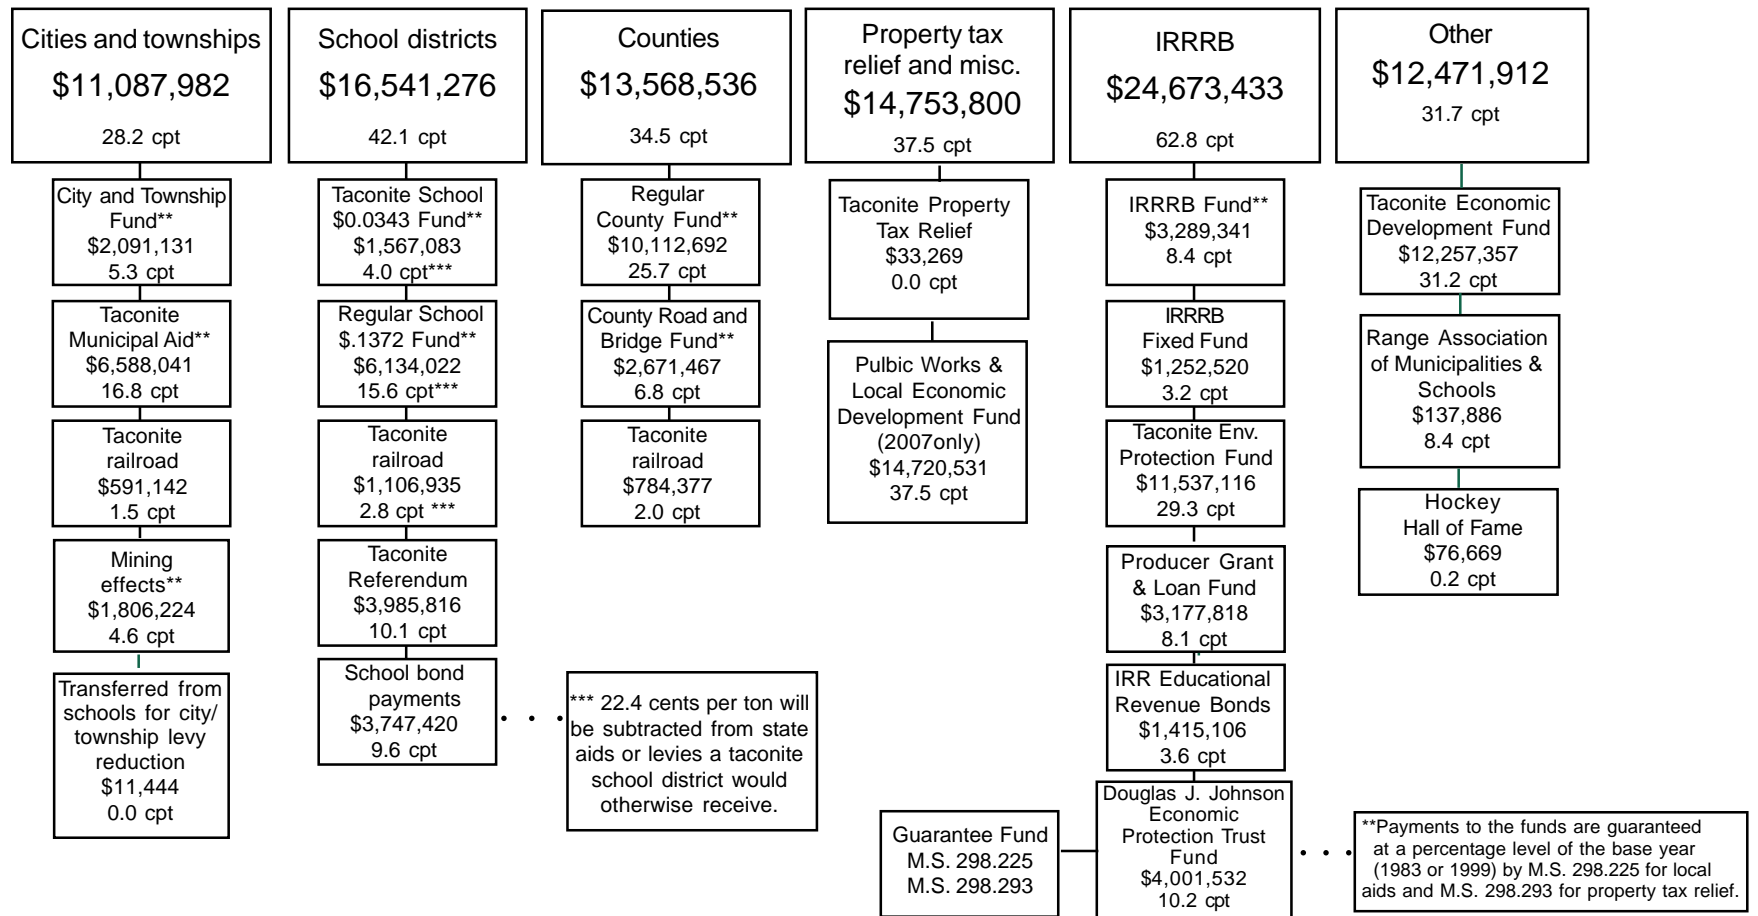 Cities and townships
$11,087,982
28.2 cpt
City and Township
Fund**
$2,091,131
5.3 cpt
Taconite
Municipal Aid**
$6,588,041
16.8 cpt
Taconite
railroad
$591,142
1.5 cpt
Mining
effects**
$1,806,224
4.6 cpt
Transferred from
schools for city/
township levy
reduction
$11,444
0.0 cpt
School districts
$16,541,276
42.1 cpt
Taconite School
$0.0343 Fund**
$1,567,083
4.0 cpt***
Regular School
$.1372 Fund**
$6,134,022
15.6 cpt***
Taconite
railroad
$1,106,935
2.8 cpt ***
Taconite
Referendum
$3,985,816
10.1 cpt
School bond
payments
$3,747,420
9.6 cpt
*** 22.4 cents per ton will
be subtracted from state
aids or levies a taconite
school district would
otherwise receive.
Counties
$13,568,536
34.5 cpt
Regular
County Fund**
$10,112,692
25.7 cpt
County Road and
Bridge Fund**
$2,671,467
6.8 cpt
Taconite
railroad
$784,377
2.0 cpt
Property tax
relief and misc.
$14,753,800
37.5 cpt
Taconite Property
Tax Relief
$33,269
0.0 cpt
Pulbic Works &
Local Economic
Development Fund
(2007only)
$14,720,531
37.5 cpt
IRRRB
$24,673,433
62.8 cpt
IRRRB Fund**
$3,289,341
8.4 cpt
IRRRB
Fixed Fund
$1,252,520
3.2 cpt
Taconite Env.
Protection Fund
$11,537,116
29.3 cpt
Producer Grant
& Loan Fund
$3,177,818
8.1 cpt
IRR Educational
Revenue Bonds
$1,415,106
3.6 cpt
Douglas J. Johnson
Economic
Protection Trust
Fund
$4,001,532
10.2 cpt
Guarantee Fund
M.S. 298.225
M.S. 298.293
Other
$12,471,912
31.7 cpt
Taconite Economic
Development Fund
$12,257,357
31.2 cpt
Range Association
of Municipalities &
Schools
$137,886
8.4 cpt
Hockey
Hall of Fame
$76,669
0.2 cpt
**Payments to the funds are guaranteed
at a percentage level of the base year
(1983 or 1999) by M.S. 298.225 for local
aids and M.S. 298.293 for property tax relief.